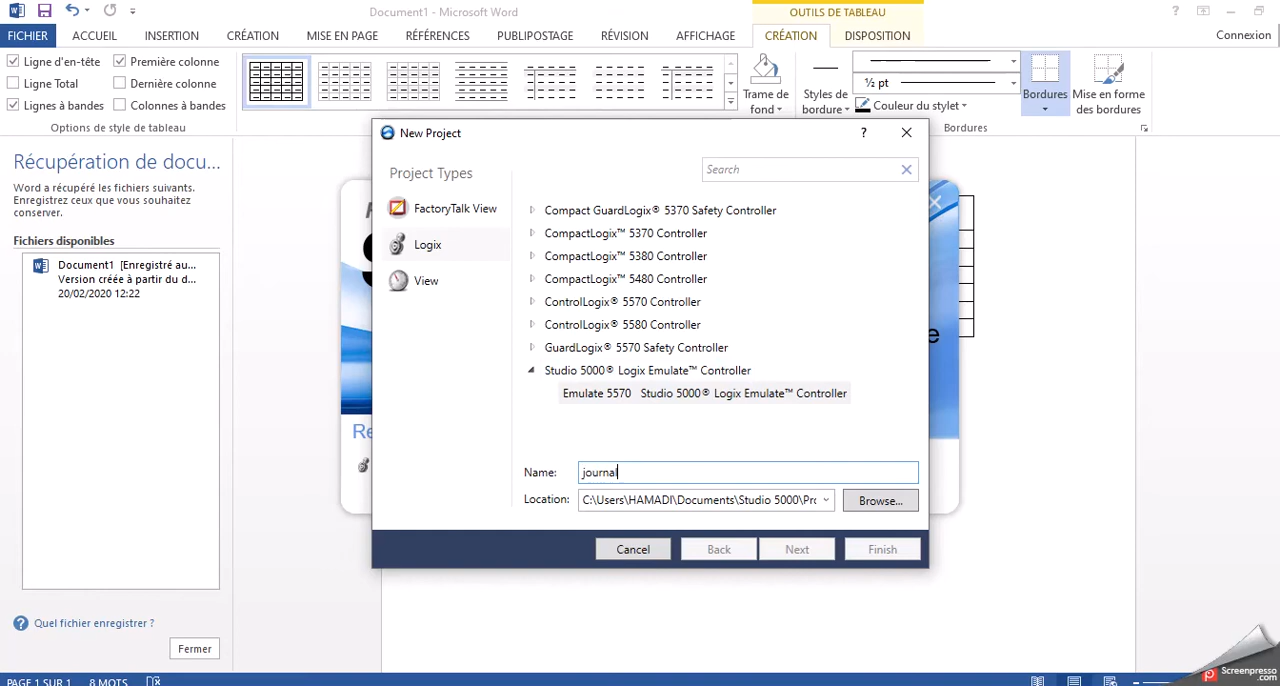 Document1 - Microsoft Word
OUTILS DE TABLEAU
?
FICHIER ACCUEIL INSERTION CRÉATION MISE EN PAGE RÉFÉRENCES PUBLIPOSTAGE RÉVISION AFFICHAGE CRÉATION DISPOSITION Connexion
Ligne d'en-tête Première colonne
Ligne Total Dernière colonne
Lignes à bandes Colonnes à bandes
Options de style de tableau
Trame de fond
Styles de bordure
½ pt
Couleur du stylet
Bordures
Mise en forme des bordures
Bordures
Récupération de docu...
Word a récupéré les fichiers suivants.
Enregistrez ceux que vous souhaitez
conserver.
Fichiers disponibles
Document1 [Enregistré au...
Version créée à partir du d...
20/02/2020 12:22
Quel fichier enregistrer ?
Fermer
New Project
?
Project Types
Search
FactoryTalk View
Logix
View
Compact GuardLogix® 5370 Safety Controller
CompactLogix™ 5370 Controller
CompactLogix™ 5380 Controller
CompactLogix™ 5480 Controller
ControlLogix® 5570 Controller
ControlLogix® 5580 Controller
GuardLogix® 5570 Safety Controller
Studio 5000® Logix Emulate™ Controller
Emulate 5570 Studio 5000® Logix Emulate™ Controller
Name: journal
Location: C:\Users\HAMADI\Documents\Studio 5000\Prc Browse...
Cancel Back Next Finish
Re
e
PAGE 1 SUR 1 8 MOTS
Screenpresso
.com